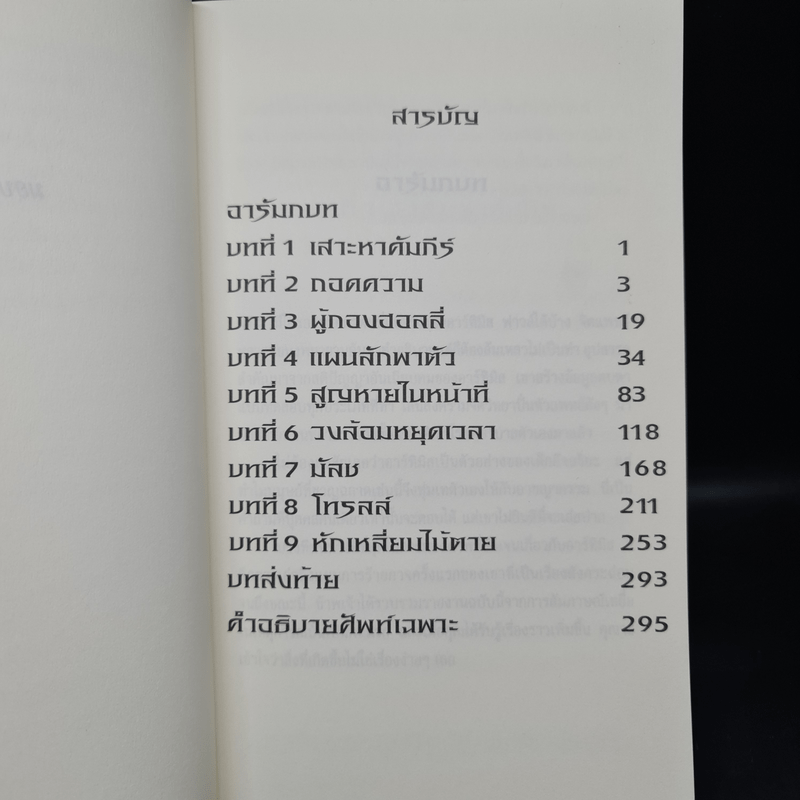 สารบัญ
อารัมภบท
บทที่ 1 เสาะหาคัมภีร์ 1
บทที่ 2 ถอดความ 3
บทที่ 3 ผู้กองฮอลลี่ 19
บทที่ 4 แผนลักพาตัว 34
บทที่ 5 สูญหายในหน้าที่ 83
บทที่ 6 วงล้อมหยุดเวลา 118
บทที่ 7 มัลช 168
บทที่ 8 โทรลล์ 211
บทที่ 9 หักเหลี่ยมไม้ตาย 253
บทส่งท้าย 293
คำอธิบายศัพท์เฉพาะ 295